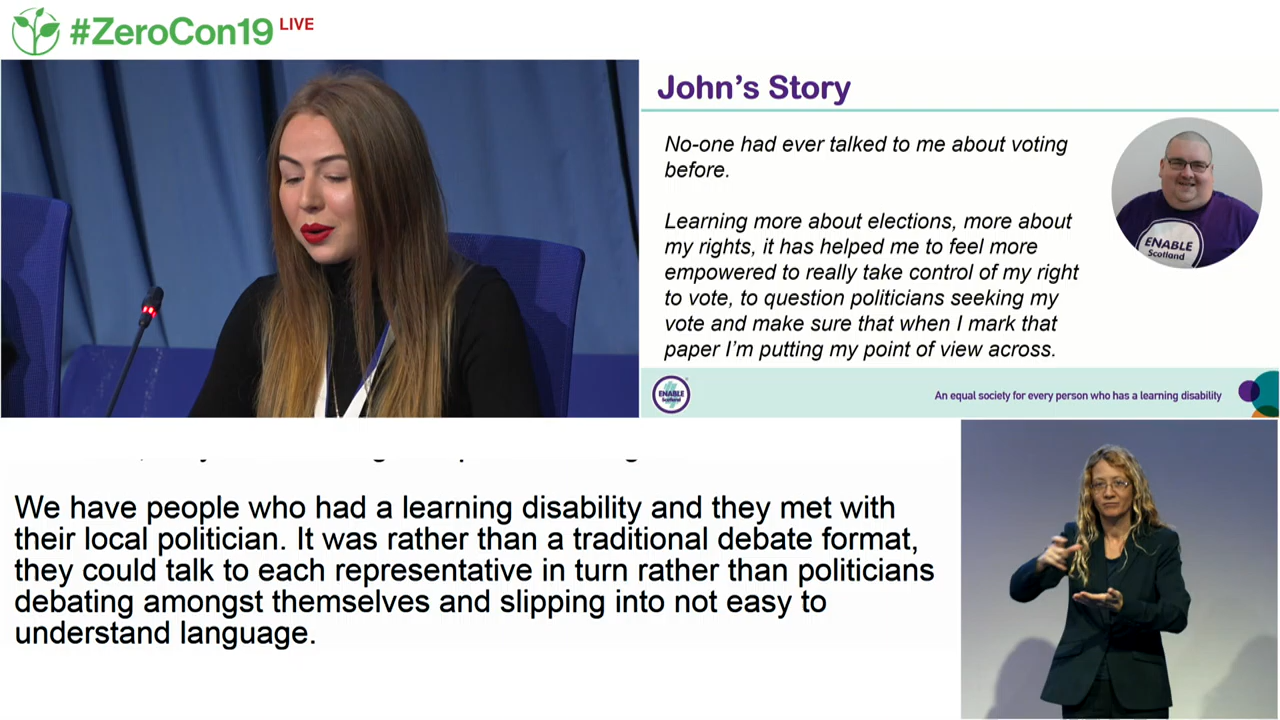 #ZeroCon19 LIVE
John's Story
No-one had ever talked to me about voting
before.
Learning more about elections, more about
my rights, it has helped me to feel more
empowered to really take control of my right
to vote, to question politicians seeking my
vote and make sure that when I mark that
paper I'm putting my point of view across.
ENABLE
Scotland
ENABLE
Scotland
An equal society for every person who has a learning disability
We have people who had a learning disability and they met with
their local politician. It was rather than a traditional debate format,
they could talk to each representative in turn rather than politicians
debating amongst themselves and slipping into not easy to
understand language.